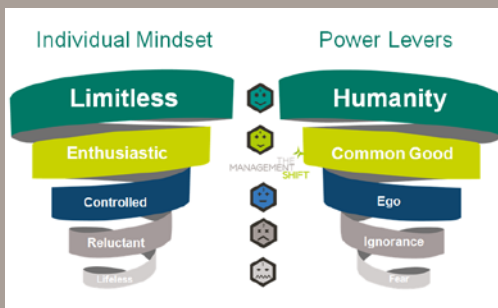 Individual Mindset
Power Levers
Limitless
Humanity
Enthusiastic
Common Good
THE
MANAGEMENT
SHIFT
Controlled
Ego
Reluctant
Ignorance
Lifeless
Fear